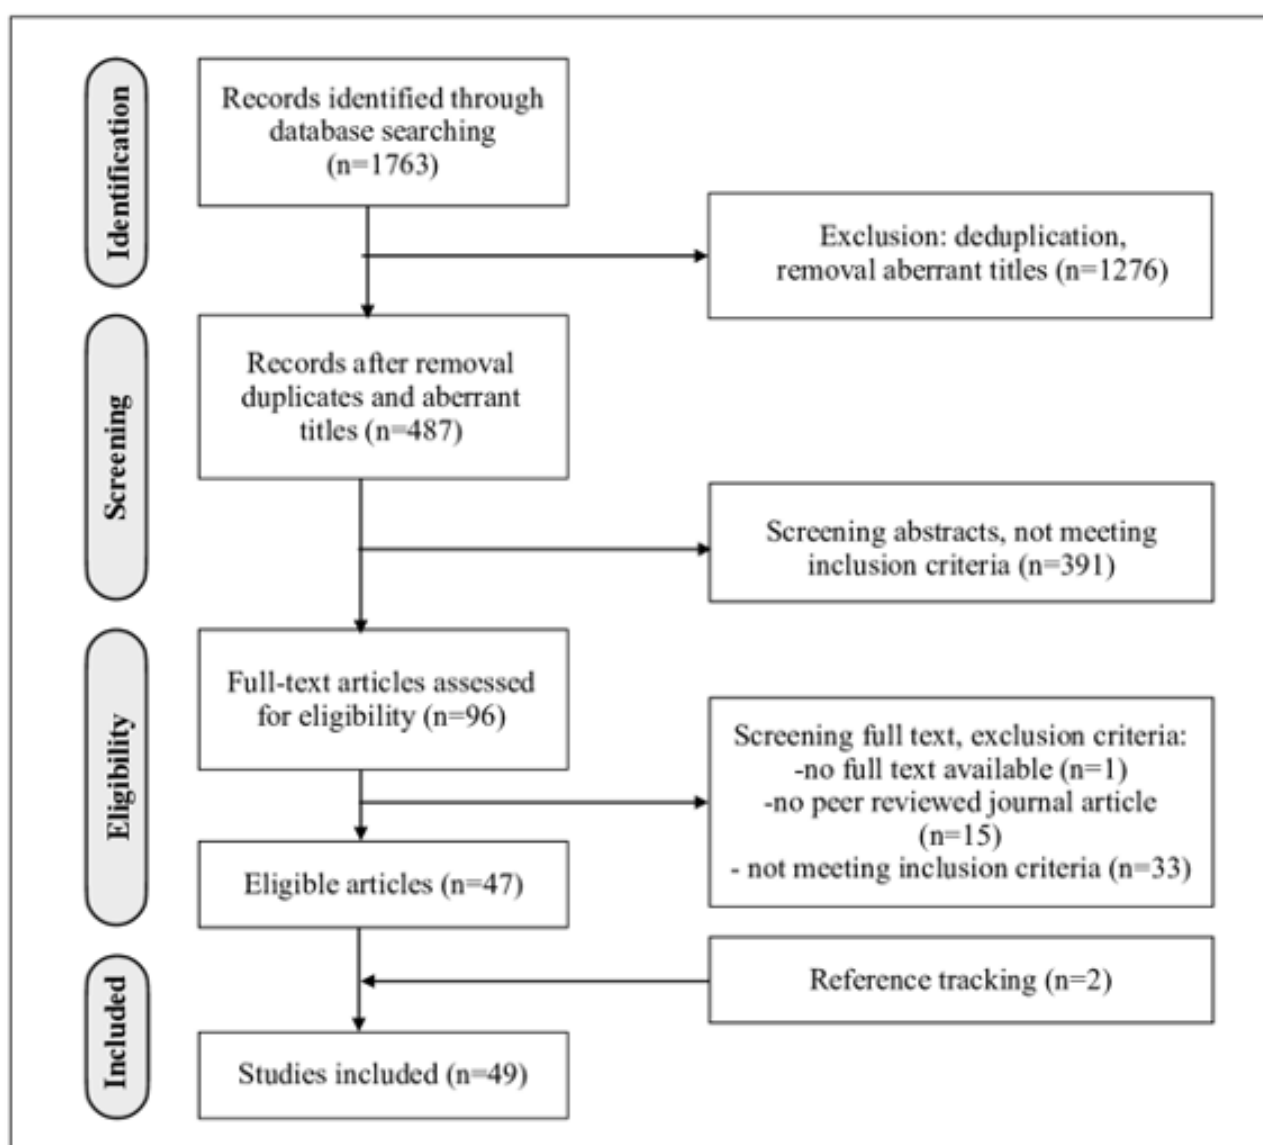 Identification
Records identified through
database searching
(n=1763)
Exclusion: deduplication,
removal aberrant titles (n=1276)
Screening
Records after removal
duplicates and aberrant
titles (n=487)
Screening abstracts, not meeting
inclusion criteria (n=391)
Eligibility
Full-text articles assessed
for eligibility (n=96)
Screening full text, exclusion criteria:
-no full text available (n=1)
-no peer reviewed journal article
(n=15)
- not meeting inclusion criteria (n=33)
Eligible articles (n=47)
Included
Reference tracking (n=2)
Studies included (n=49)